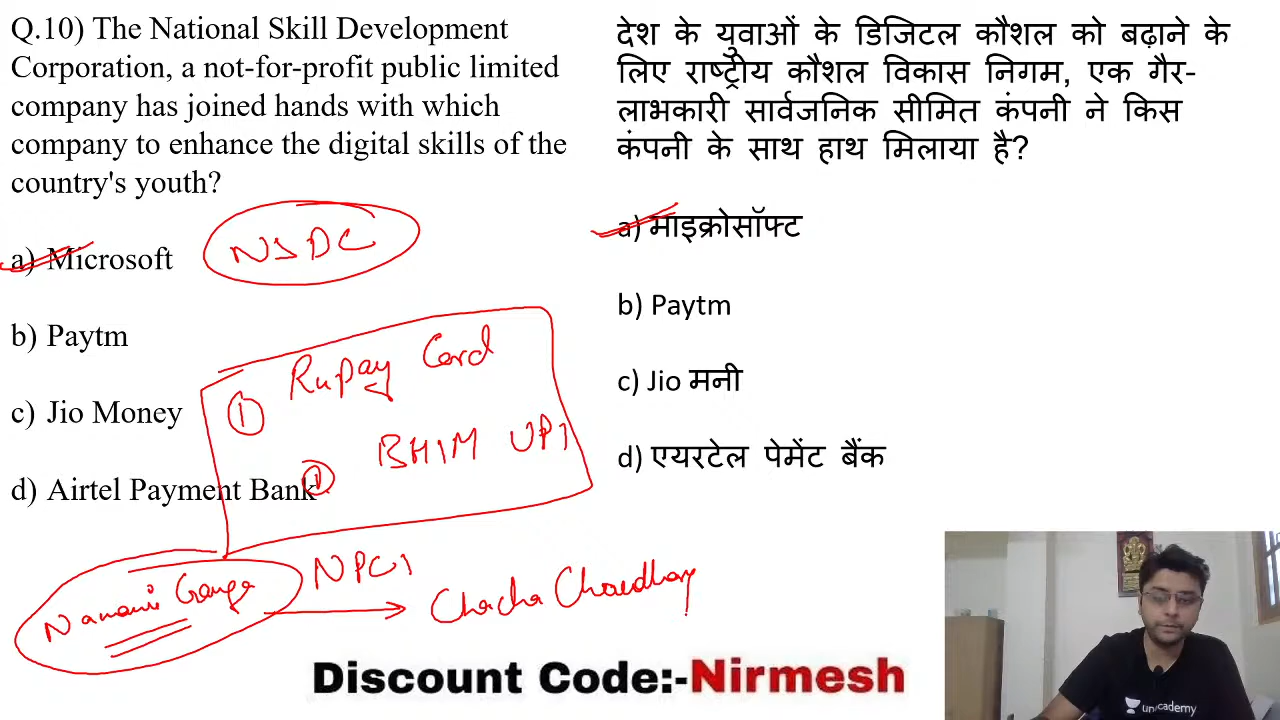 Q.10) The National Skill Development
Corporation, a not-for-profit public limited
company has joined hands with which
company to enhance the digital skills of the
country's youth?
a) Microsoft
b) Paytm
c) Jio Money
d) Airtel Payment Bank
देश के युवाओं के डिजिटल कौशल को बढ़ाने के
लिए राष्ट्रीय कौशल विकास निगम, एक गैर-
लाभकारी सार्वजनिक सीमित कंपनी ने किस
कंपनी के साथ हाथ मिलाया है?
a) माइक्रोसॉफ्ट
b) Paytm
c) Jio मनी
d) एयरटेल पेमेंट बैंक
NSDC
① Rupay Card
① BHIM UPI
NPCI
Namami Ganga
Chacha Chaudhary
Discount Code:-Nirmesh
unacademy